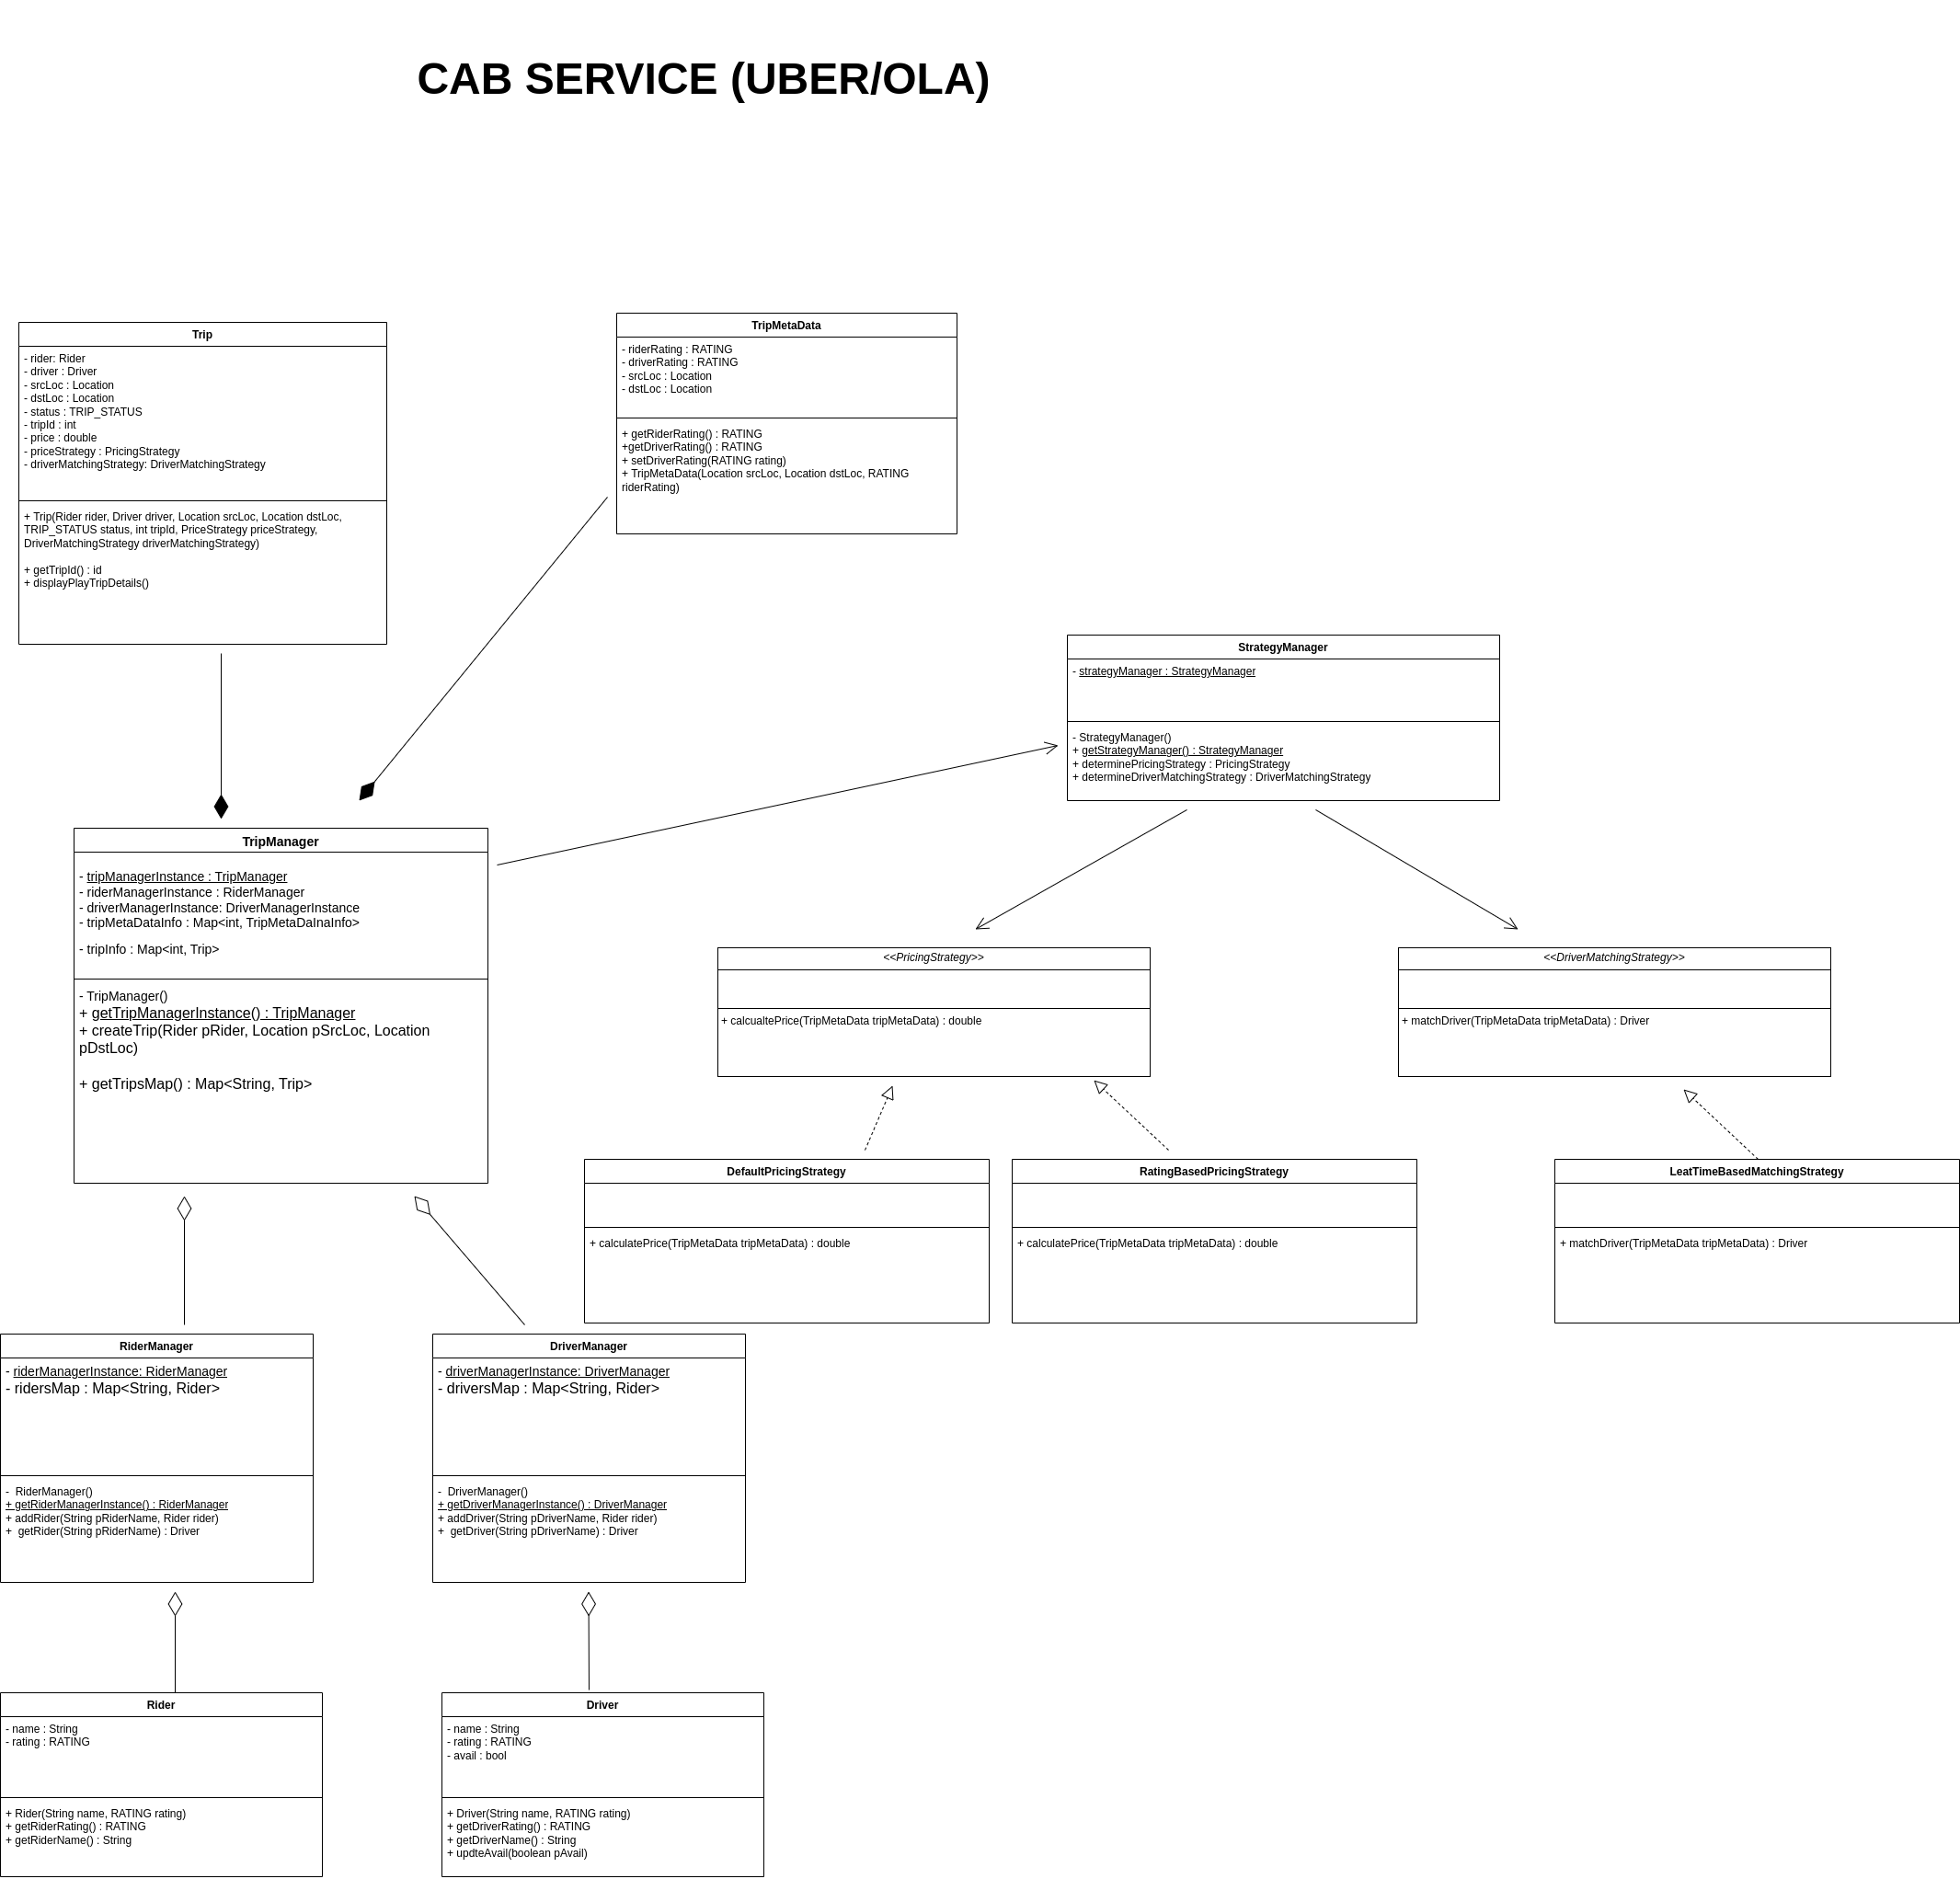 CAB SERVICE (UBER/OLA)
Trip
- rider: Rider
- driver : Driver
- srcLoc : Location
- dstLoc : Location
- status : TRIP_STATUS
- tripId : int
- price : double
- priceStrategy : PricingStrategy
- driverMatchingStrategy: DriverMatchingStrategy
+ Trip(Rider rider, Driver driver, Location srcLoc, Location dstLoc,
TRIP_STATUS status, int tripId, PriceStrategy priceStrategy,
DriverMatchingStrategy driverMatchingStrategy)
+ getTripId() : id
+ displayPlayTripDetails()
TripMetaData
- riderRating : RATING
- driverRating : RATING
- srcLoc : Location
- dstLoc : Location
+ getRiderRating() : RATING
+getDriverRating() : RATING
+ setDriverRating(RATING rating)
+ TripMetaData(Location srcLoc, Location dstLoc, RATING
riderRating)
StrategyManager
- strategyManager : StrategyManager
- StrategyManager()
+ getStrategyManager() : StrategyManager
+ determinePricingStrategy : PricingStrategy
+ determineDriverMatchingStrategy : DriverMatchingStrategy
TripManager
- tripManagerInstance : TripManager
- riderManagerInstance : RiderManager
- driverManagerInstance: DriverManagerInstance
- tripMetaDataInfo : Map<int, TripMetaDaInaInfo>
- tripInfo : Map<int, Trip>
- TripManager()
+ getTripManagerInstance() : TripManager
+ createTrip(Rider pRider, Location pSrcLoc, Location
pDstLoc)
+ getTripsMap() : Map<String, Trip>
<<PricingStrategy>>
+ calcualtePrice(TripMetaData tripMetaData) : double
<<DriverMatchingStrategy>>
+ matchDriver(TripMetaData tripMetaData) : Driver
DefaultPricingStrategy
+ calculatePrice(TripMetaData tripMetaData) : double
RatingBasedPricingStrategy
+ calculatePrice(TripMetaData tripMetaData) : double
LeatTimeBasedMatchingStrategy
+ matchDriver(TripMetaData tripMetaData) : Driver
RiderManager
- riderManagerInstance: RiderManager
- ridersMap : Map<String, Rider>
- RiderManager()
+ getRiderManagerInstance() : RiderManager
+ addRider(String pRiderName, Rider rider)
+ getRider(String pRiderName) : Driver
DriverManager
- driverManagerInstance: DriverManager
- driversMap : Map<String, Rider>
- DriverManager()
+ getDriverManagerInstance() : DriverManager
+ addDriver(String pDriverName, Rider rider)
+ getDriver(String pDriverName) : Driver
Rider
- name : String
- rating : RATING
+ Rider(String name, RATING rating)
+ getRiderRating() : RATING
+ getRiderName() : String
Driver
- name : String
- rating : RATING
- avail : bool
+ Driver(String name, RATING rating)
+ getDriverRating() : RATING
+ getDriverName() : String
+ updteAvail(boolean pAvail)